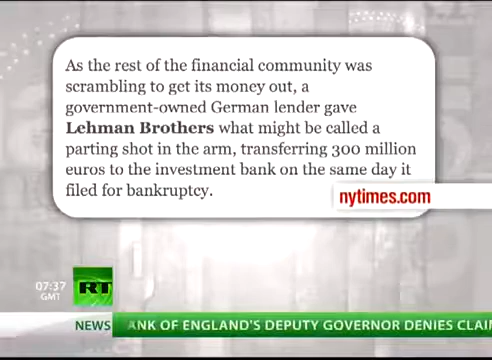 As the rest of the financial community was
scrambling to get its money out, a
government-owned German lender gave
Lehman Brothers what might be called a
parting shot in the arm, transferring 300 million
euros to the investment bank on the same day it
filed for bankruptcy.
nytimes.com
07:37
GMT
RT
NEWS
ANK OF ENGLAND'S DEPUTY GOVERNOR DENIES CLAI